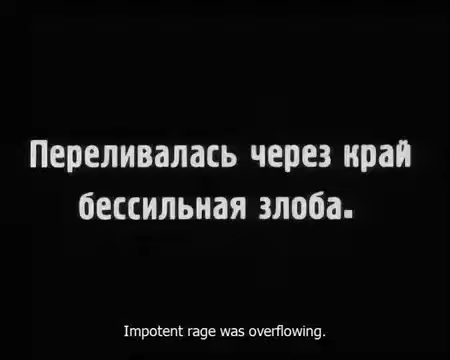 Переливалась через край
бессильная злоба.
Impotent rage was overflowing.